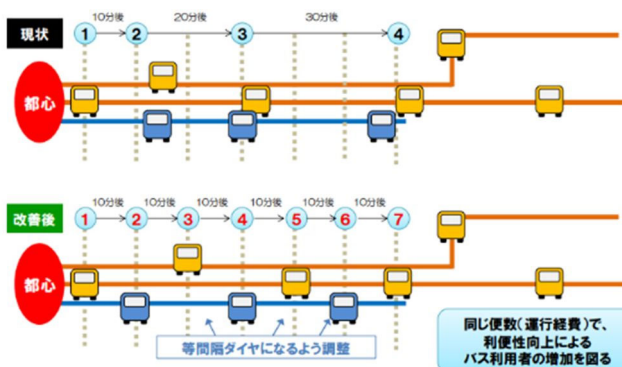 現状
10分後
20分後
30分後
1
2
3
4
都心
改善後
10分後
10分後
10分後
10分後
10分後
10分後
1
2
3
4
5
6
7
都心
等間隔ダイヤになるよう調整
同じ便数(運行経費)で、
利便性向上による
バス利用者の増加を図る